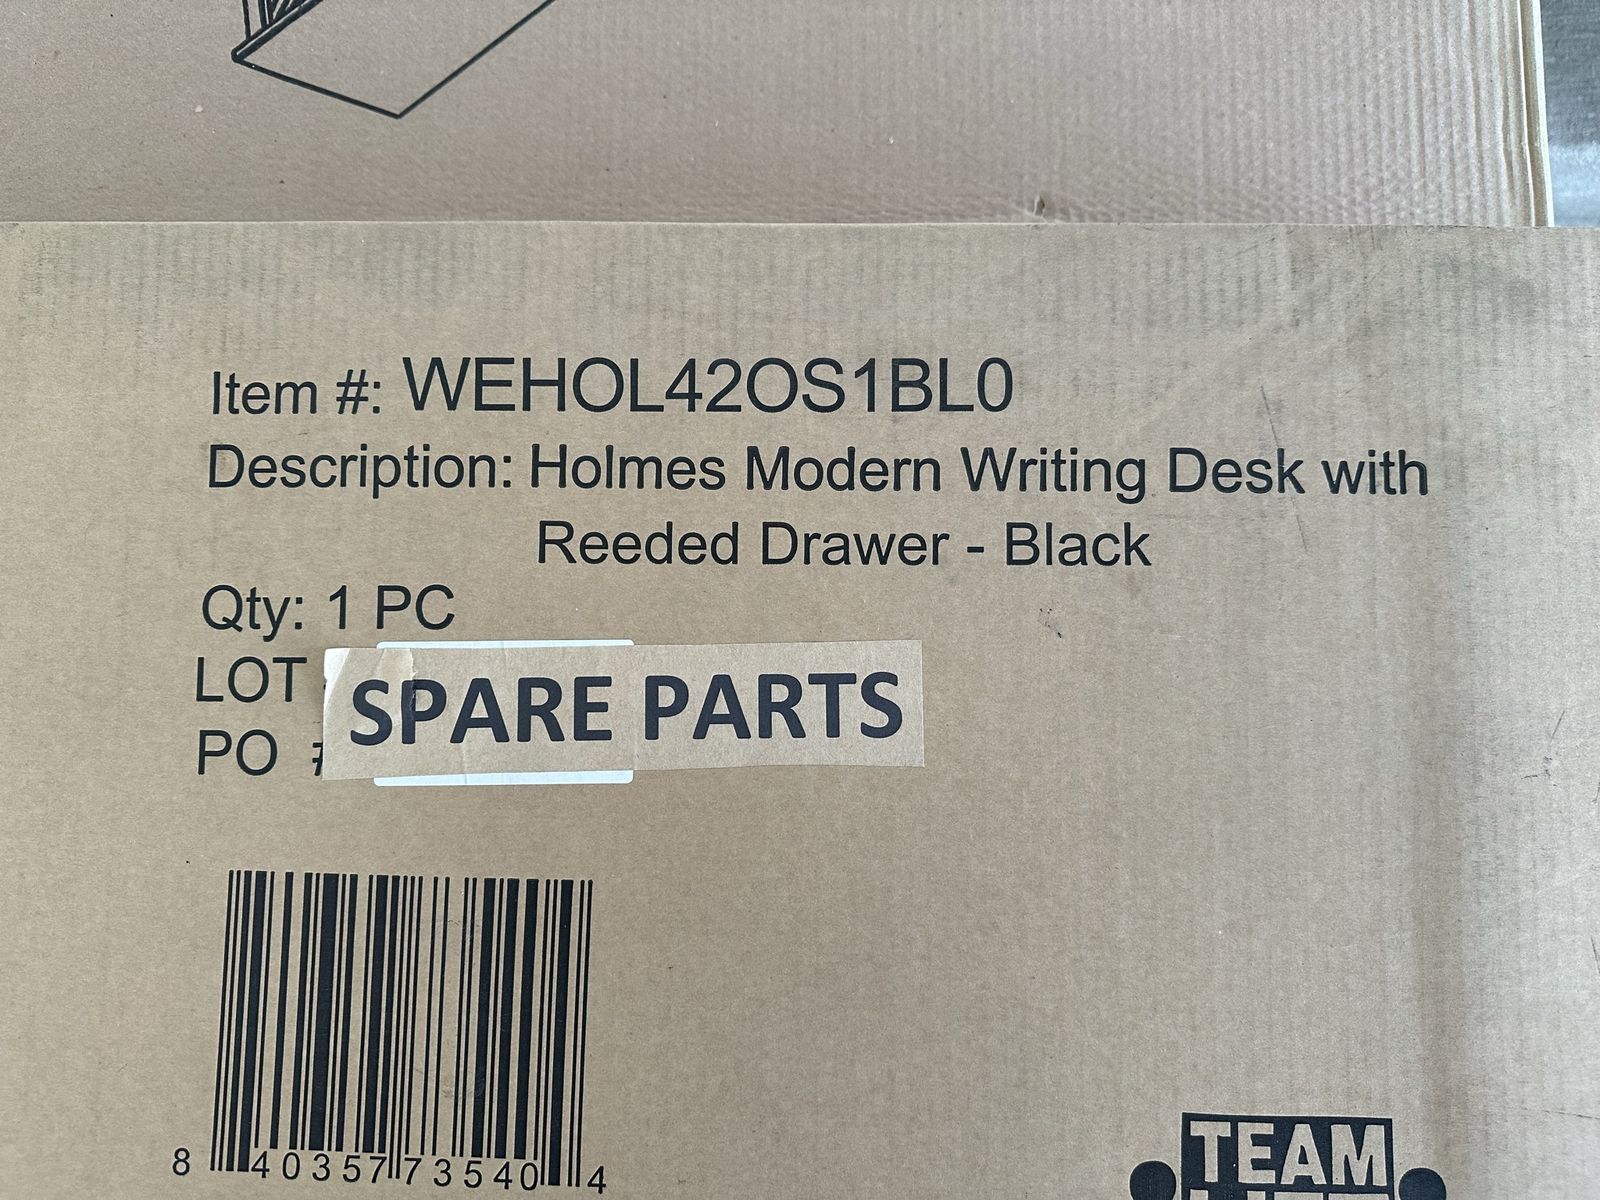 Item #: WEHOL42OS1BL0
Description: Holmes Modern Writing Desk with
Reeded Drawer - Black
Qty: 1 PC
LOT
SPARE PARTS
PO #
8 40357 73540 4
TEAM